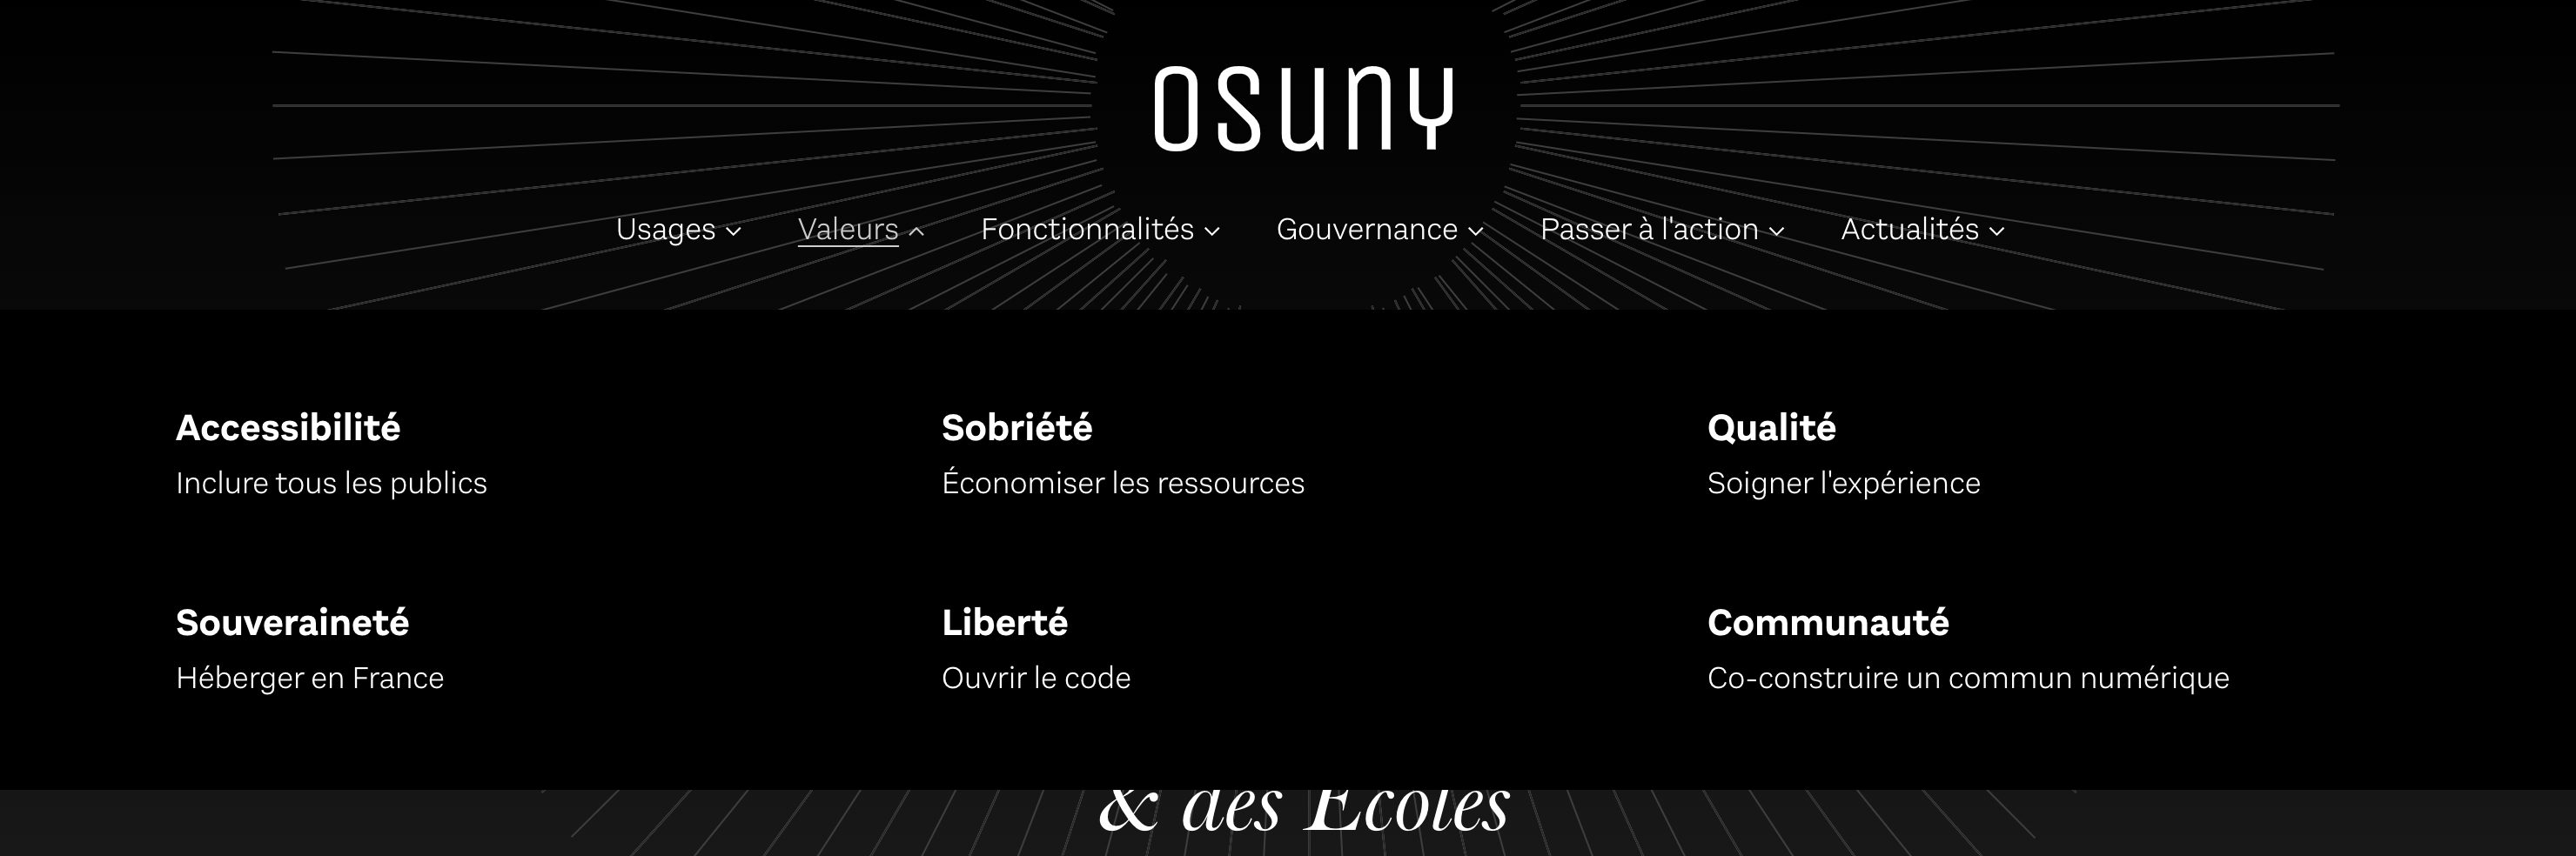 OSUNY
Usages Valeurs Fonctionnalités Gouvernance Passer à l'action Actualités
Accessibilité Sobriété Qualité
Inclure tous les publics Économiser les ressources Soigner l'expérience
Souveraineté Liberté Communauté
Héberger en France Ouvrir le code Co-construire un commun numérique
& des Écoles